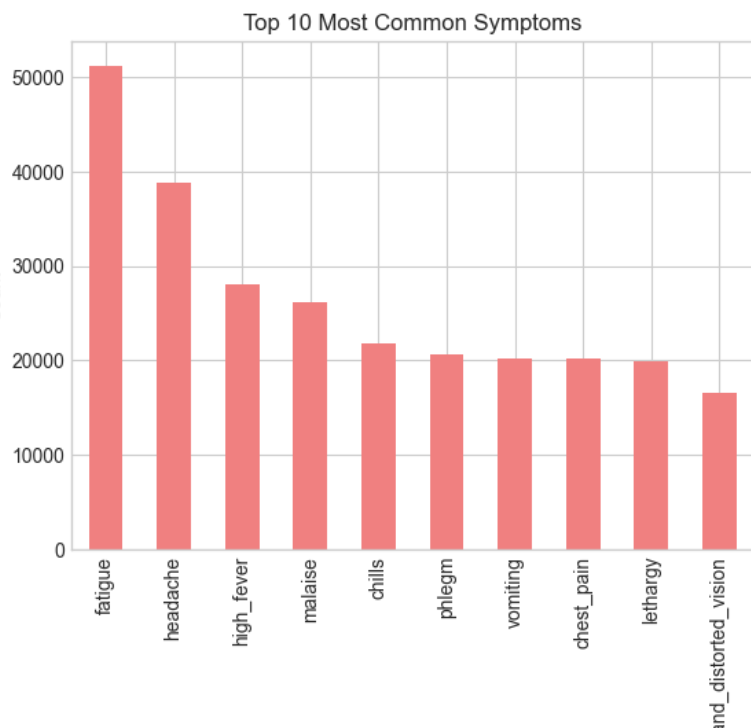 Top 10 Most Common Symptoms
50000
40000
30000
20000
10000
0
fatigue
headache
high_fever
malaise
chills
phlegm
vomiting
chest_pain
lethargy
and_distorted_vision